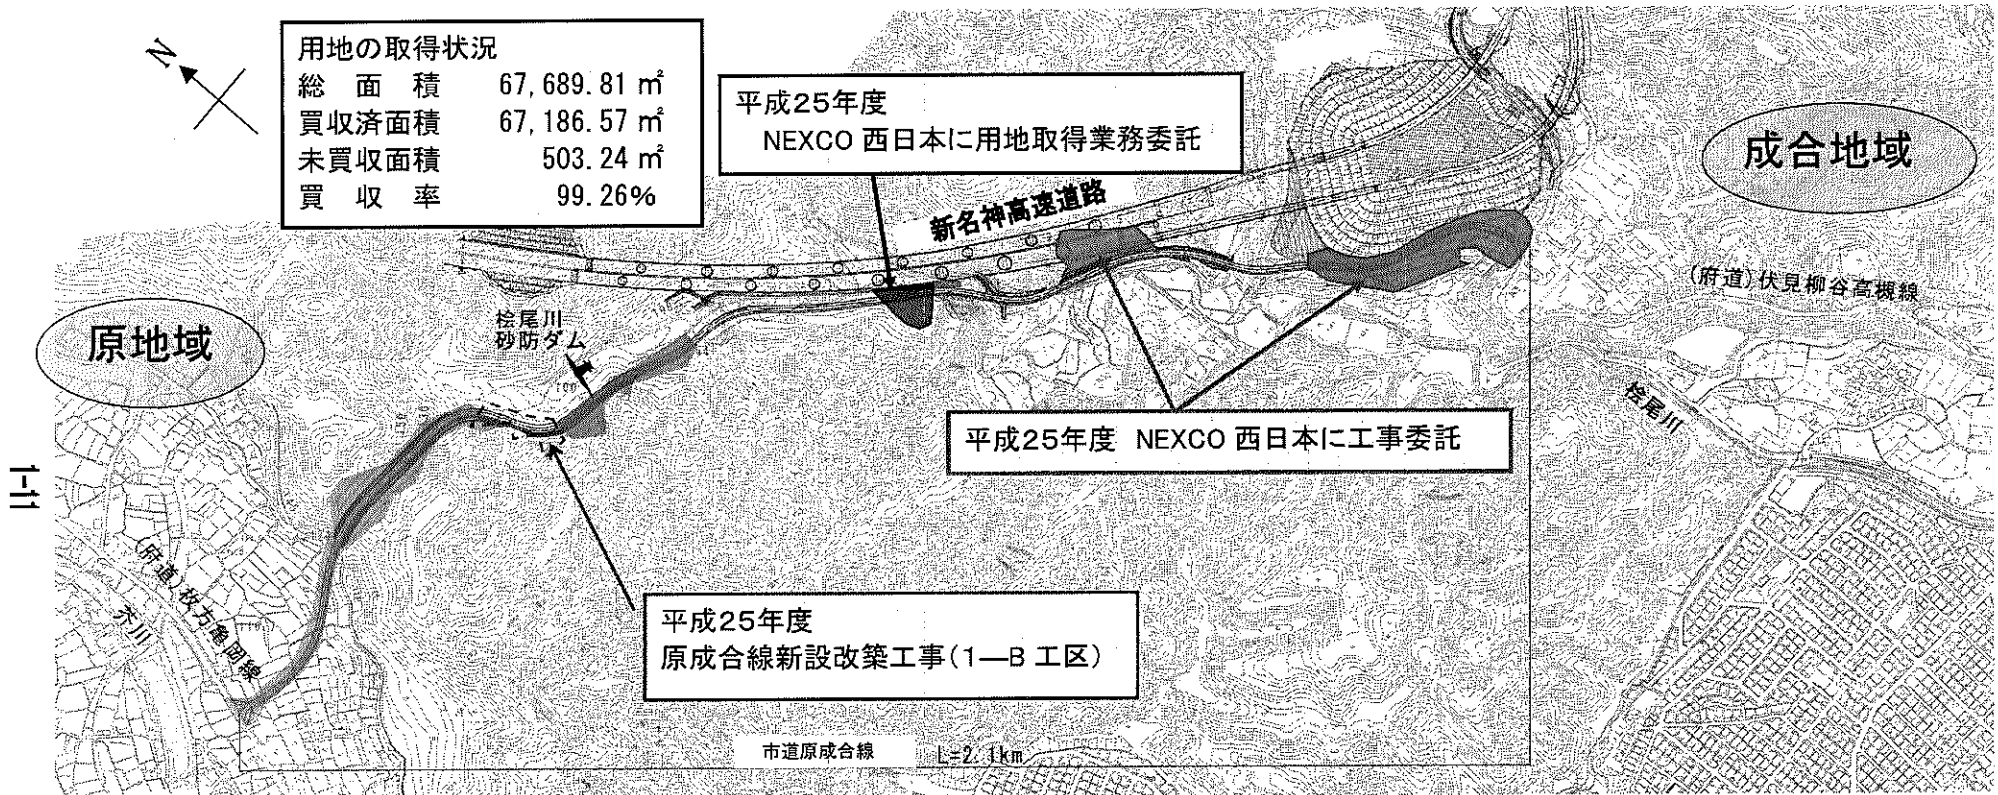 N
用地の取得状況
総 面 積 67,689.81 ㎡
買収済面積 67,186.57 ㎡
未買収面積 503.24 ㎡
買 収 率 99.26%
平成25年度
NEXCO 西日本に用地取得業務委託
成合地域
新名神高速道路
(府道)伏見柳谷高槻線
原地域
桧尾川
砂防ダム
桧尾川
平成25年度 NEXCO 西日本に工事委託
1-11
(府道)枚方亀岡線
芥川
平成25年度
原成合線新設改築工事(1―B 工区)
市道原成合線 L=2.1km